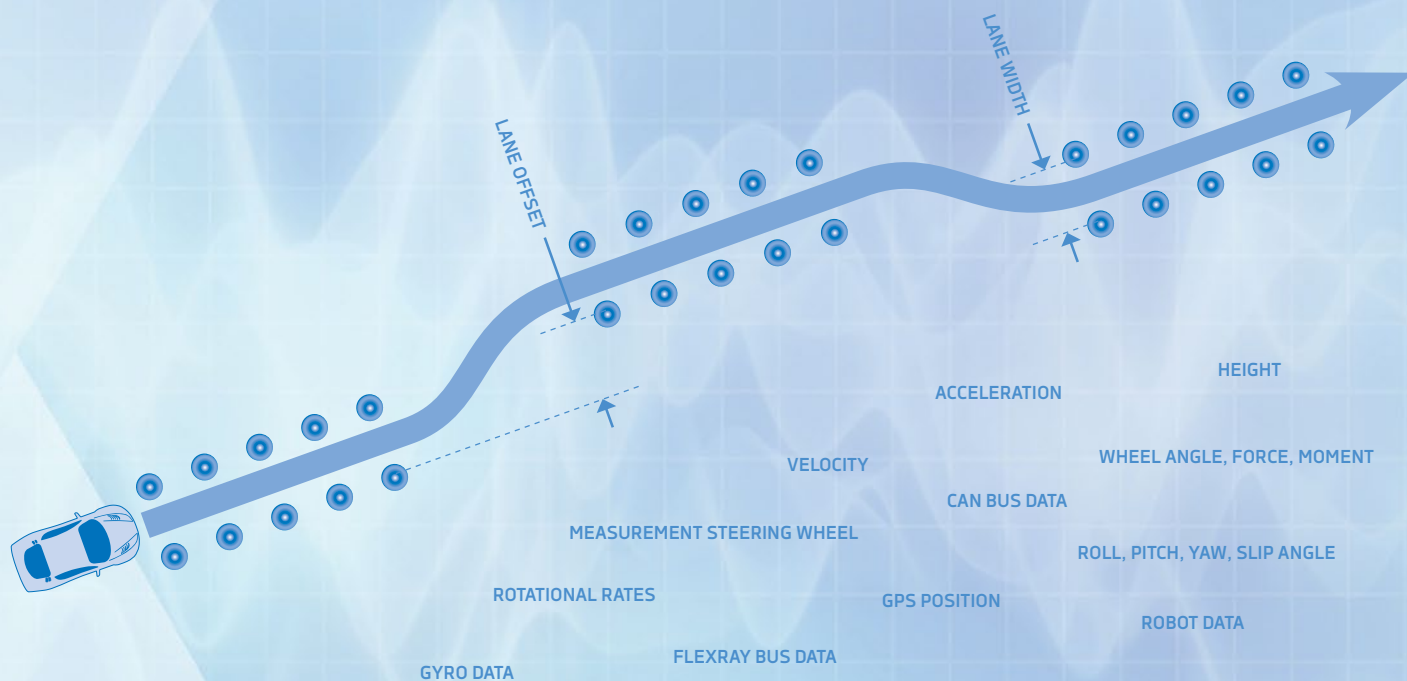 LANE WIDTH
LANE OFFSET
HEIGHT
ACCELERATION
WHEEL ANGLE, FORCE, MOMENT
VELOCITY
CAN BUS DATA
MEASUREMENT STEERING WHEEL
ROLL, PITCH, YAW, SLIP ANGLE
ROTATIONAL RATES
GPS POSITION
ROBOT DATA
FLEXRAY BUS DATA
GYRO DATA